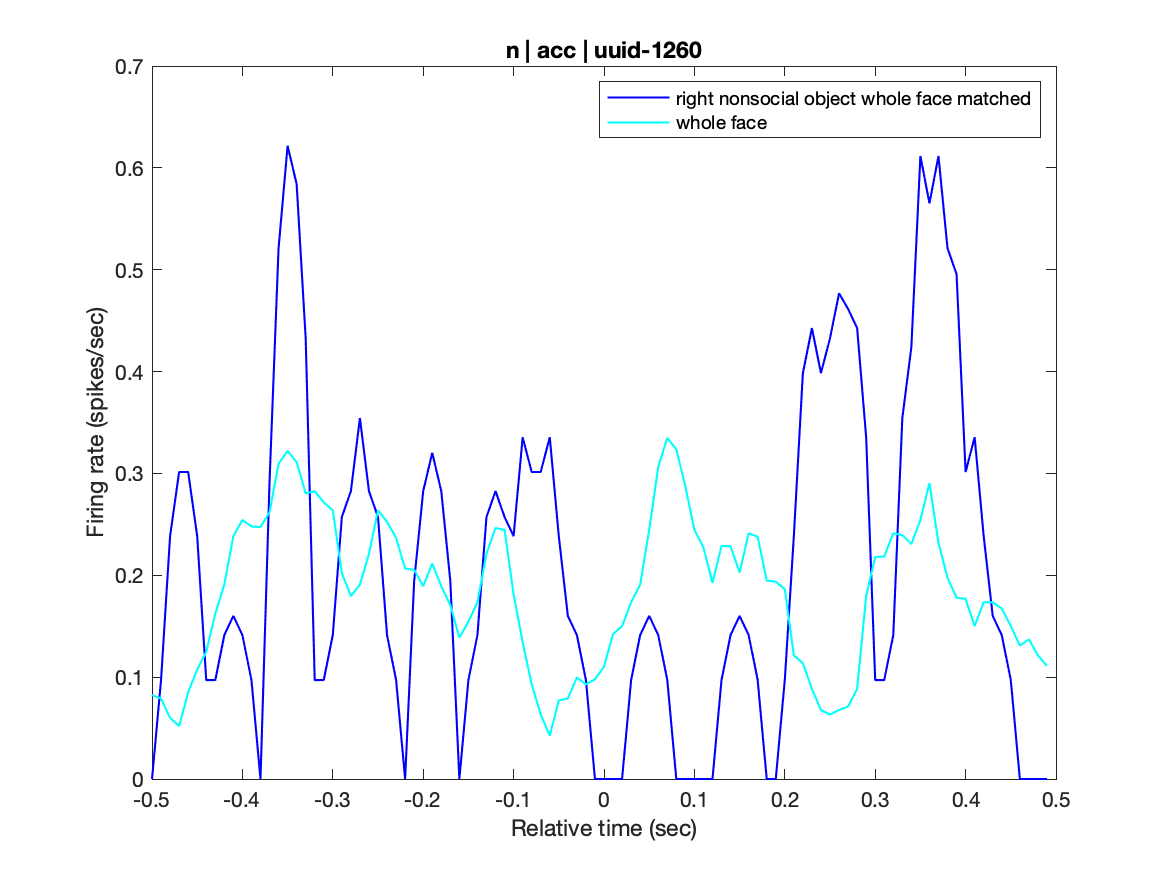 n | acc | uuid-1260
right nonsocial object whole face matched
whole face
Firing rate (spikes/sec)
0.7
0.6
0.5
0.4
0.3
0.2
0.1
0
-0.5 -0.4 -0.3 -0.2 -0.1 0 0.1 0.2 0.3 0.4 0.5
Relative time (sec)